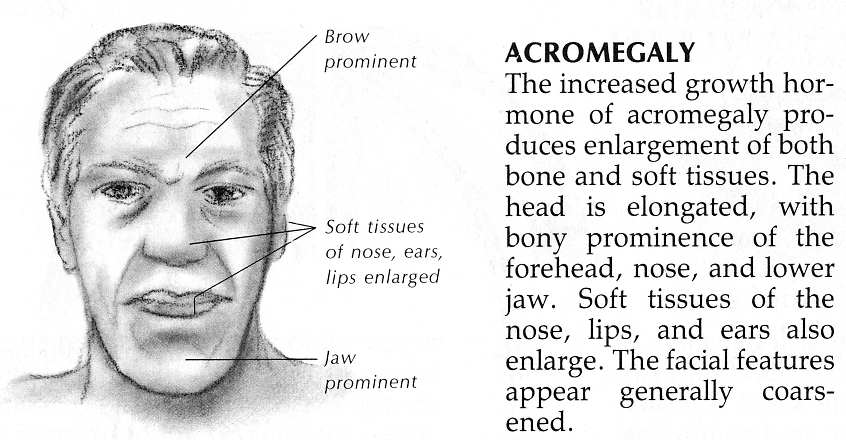 Brow
prominent
Soft tissues
of nose, ears,
lips enlarged
Jaw
prominent
ACROMEGALY
The increased growth hor-
mone of acromegaly pro-
duces enlargement of both
bone and soft tissues. The
head is elongated, with
bony prominence of the
forehead, nose, and lower
jaw. Soft tissues of the
nose, lips, and ears also
enlarge. The facial features
appear generally coars-
ened.